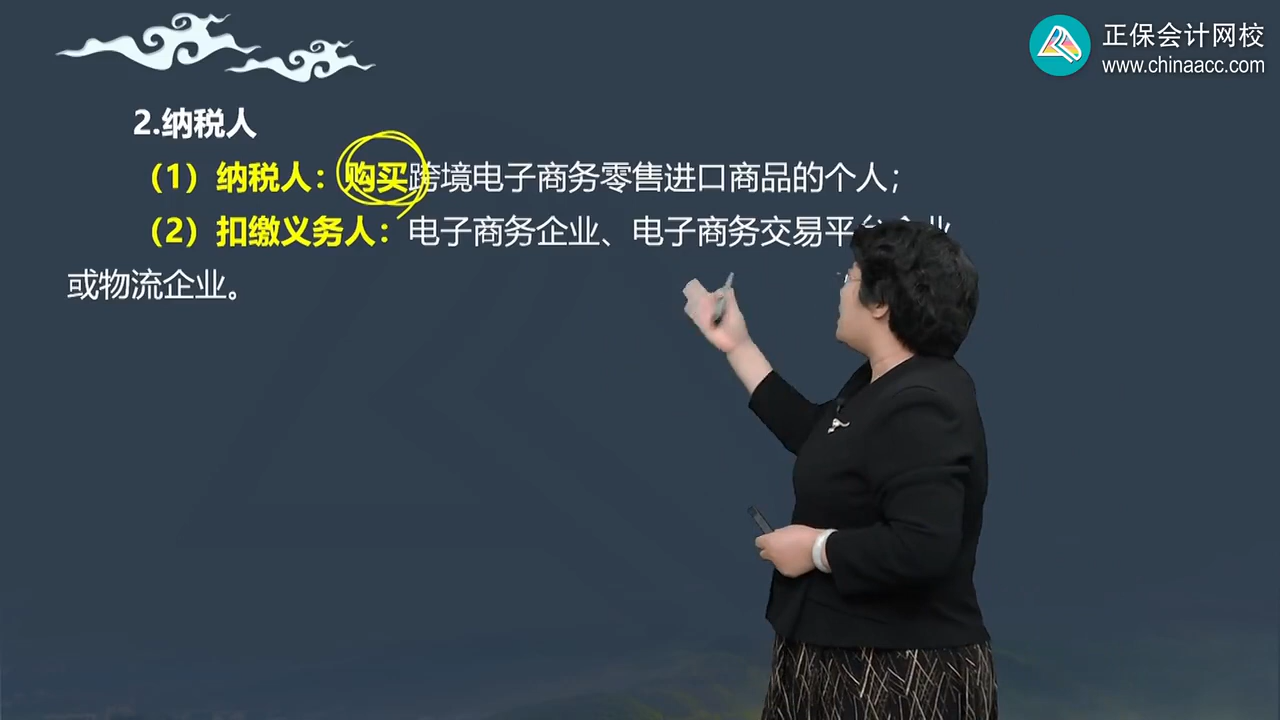 正保会计网校
www.chinaacc.com
2.纳税人
（1）纳税人：购买跨境电子商务零售进口商品的个人；
（2）扣缴义务人：电子商务企业、电子商务交易平台企业
或物流企业。